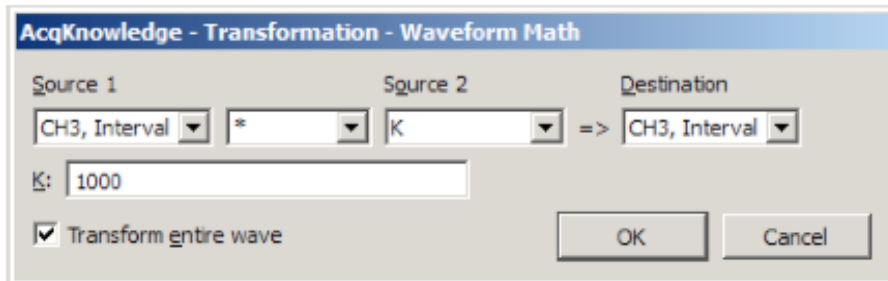 AcqKnowledge - Transformation - Waveform Math
Source 1 Source 2 Destination
CH3, Interval * K => CH3, Interval
K: 1000
Transform entire wave OK Cancel